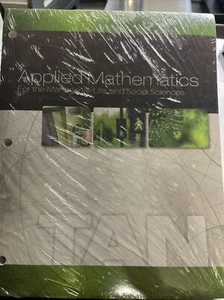 Applied Mathematics
For the Managerial, Life, and Social Sciences
TAN